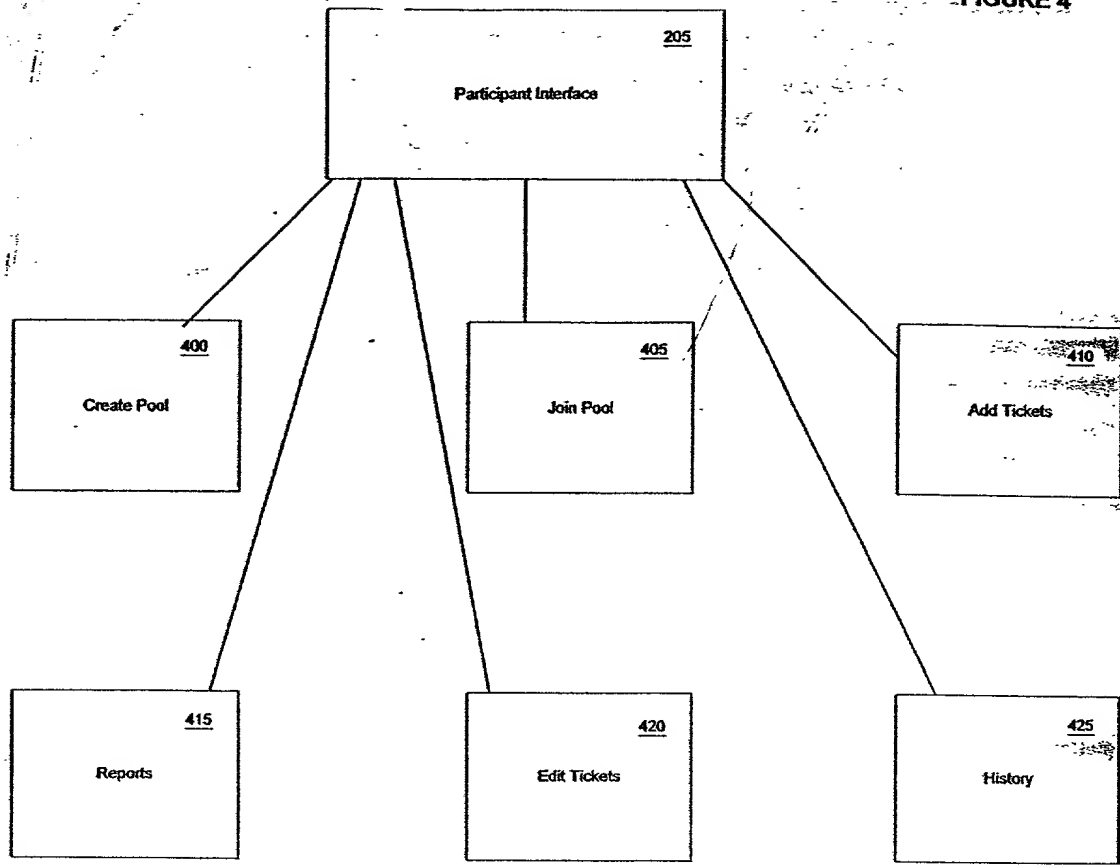 FIGURE 4
205
Participant Interface
400
Create Pool
405
Join Pool
410
Add Tickets
415
Reports
420
Edit Tickets
425
History